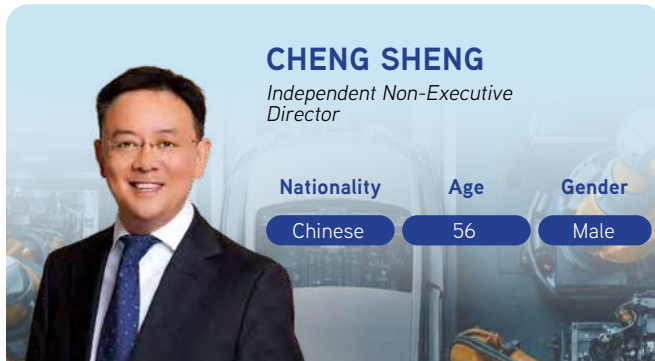 CHENG SHENG
Independent Non-Executive
Director
Nationality Age Gender
Chinese 56 Male